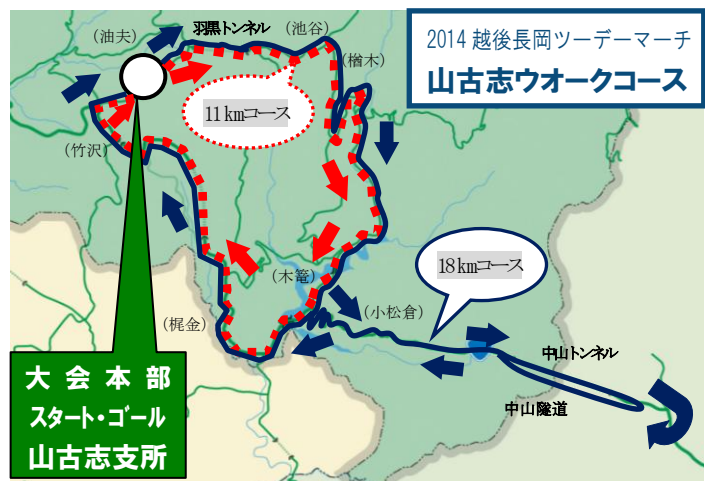 2014 越後長岡ツーデーマーチ
山古志ウオークコース
(油夫)
羽黒トンネル
(池谷)
(楢木)
11kmコース
(竹沢)
18kmコース
(木篭)
(小松倉)
(梶金)
中山トンネル
中山隧道
大会本部
スタート・ゴール
山古志支所